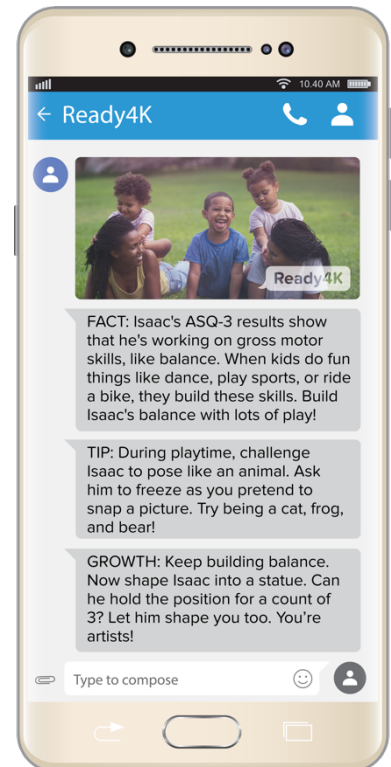 10.40 AM
Ready4K
Ready4K
FACT: Isaac's ASQ-3 results show
that he's working on gross motor
skills, like balance. When kids do fun
things like dance, play sports, or ride
a bike, they build these skills. Build
Isaac's balance with lots of play!
TIP: During playtime, challenge
Isaac to pose like an animal. Ask
him to freeze as you pretend to
snap a picture. Try being a cat, frog,
and bear!
GROWTH: Keep building balance.
Now shape Isaac into a statue. Can
he hold the position for a count of
3? Let him shape you too. You’re
artists!
Type to compose